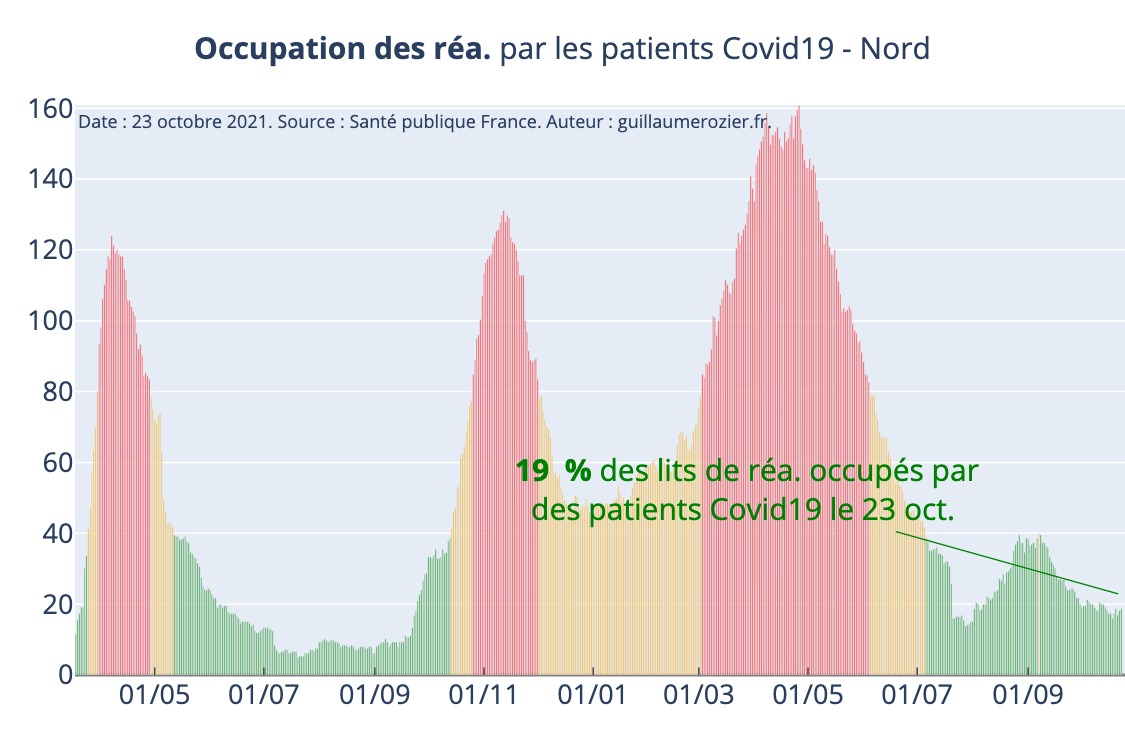 Occupation des réa. par les patients Covid19 - Nord
160
Date : 23 octobre 2021. Source : Santé publique France. Auteur : guillaumerozier.fr.
140
120
100
80
60
19 % des lits de réa. occupés par
des patients Covid19 le 23 oct.
40
20
0
01/05 01/07 01/09 01/11 01/01 01/03 01/05 01/07 01/09